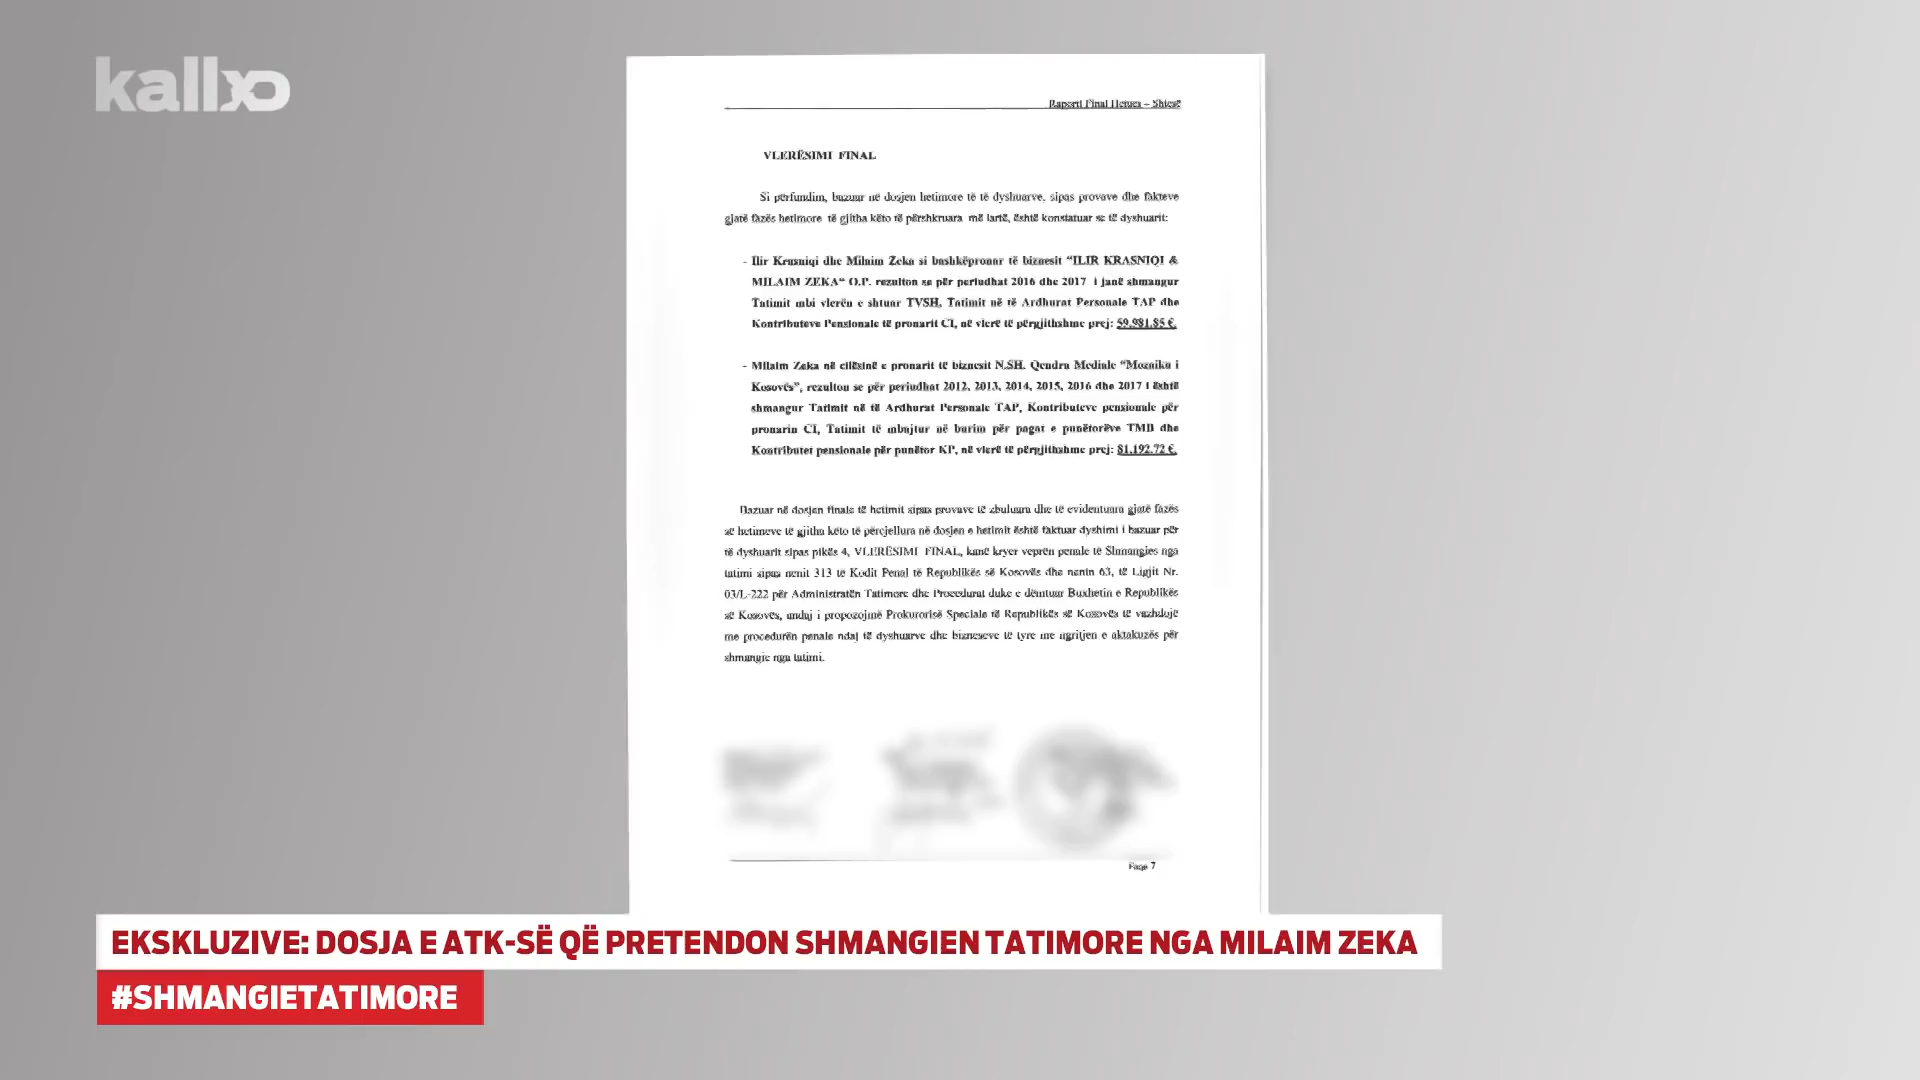 kallxo
Raporti Final Hetues – Shtesë
VLERËSIMI FINAL
Si përfundim, bazuar në dosjen hetimore të të dyshuarve, sipas provave dhe fakteve
gjatë fazës hetimore të gjitha këto të përshkruara më lartë, është konstatuar se të dyshuarit:
- Ilir Krasniqi dhe Milaim Zeka si bashkëpronar të biznesit “ILIR KRASNIQI &
MILAIM ZEKA“ O.P. rezulton se për periudhat 2016 dhe 2017 i janë shmangur
Tatimit mbi vlerën e shtuar TVSH, Tatimit në të Ardhurat Personale TAP dhe
Kontributeve Pensionale të pronarit CI, në vlerë të përgjithshme prej: 59,981.85 €.
- Milaim Zeka në cilësinë e pronarit të biznesit N.SH. Qendra Mediale “Mozaiku i
Kosovës”, rezulton se për periudhat 2012, 2013, 2014, 2015, 2016 dhe 2017 i është
shmangur Tatimit në të Ardhurat Personale TAP, Kontributeve pensionale për
pronarin CI, Tatimit të mbajtur në burim për pagat e punëtorëve TMB dhe
Kontributet pensionale për punëtor KP, në vlerë të përgjithshme prej: 81,192.72 €.
Bazuar në dosjen finale të hetimit sipas provave të zbuluara dhe të evidentuara gjatë fazës
së hetimeve të gjitha këto të përcjellura në dosjen e hetimit është faktuar dyshimi i bazuar për
të dyshuarit sipas pikës 4, VLERËSIMI FINAL, kanë kryer veprën penale të Shmangies nga
tatimi sipas nenit 313 të Kodit Penal të Republikës së Kosovës dhe nenin 63, të Ligjit Nr.
03/L-222 për Administratën Tatimore dhe Procedurat duke e dëmtuar Buxhetin e Republikës
së Kosovës, andaj i propozojmë Prokurorisë Speciale të Republikës së Kosovës të vazhdojë
me procedurën penale ndaj të dyshuarve dhe bizneseve të tyre me ngritjen e aktakuzës për
shmangie nga tatimi.
Faqe 7
EKSKLUZIVE: DOSJA E ATK-SË QË PRETENDON SHMANGIEN TATIMORE NGA MILAIM ZEKA
#SHMANGIETATIMORE